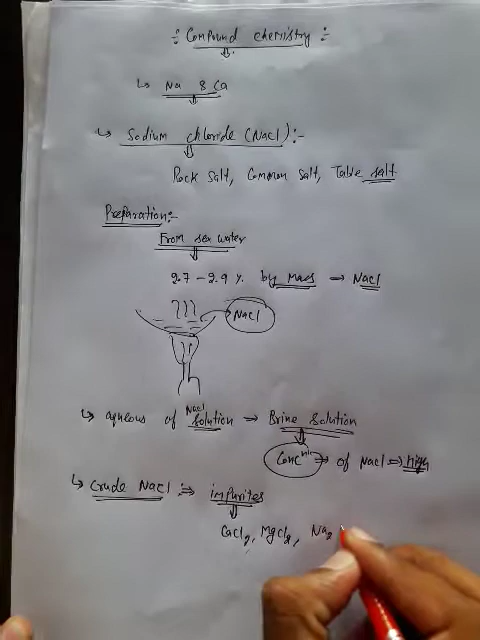 :- Compound chemistry :-
↳ Na & Ca
↳ Sodium chloride (NaCl):-
Rock salt, Common salt, Table salt
Preparation:-
From sea water
2.7 – 2.9 % by mass → NaCl
NaCl
↳ aqueous of NaCl solution ⇒ Brine solution
Concⁿ ⇒ of NaCl ⇒ High
↳ Crude NaCl :⇒ impurites
CaCl2, MgCl2, Na2